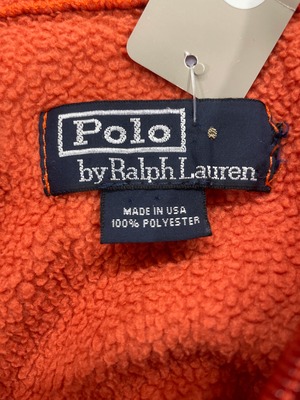 Polo
by Ralph Lauren
MADE IN USA
100% POLYESTER